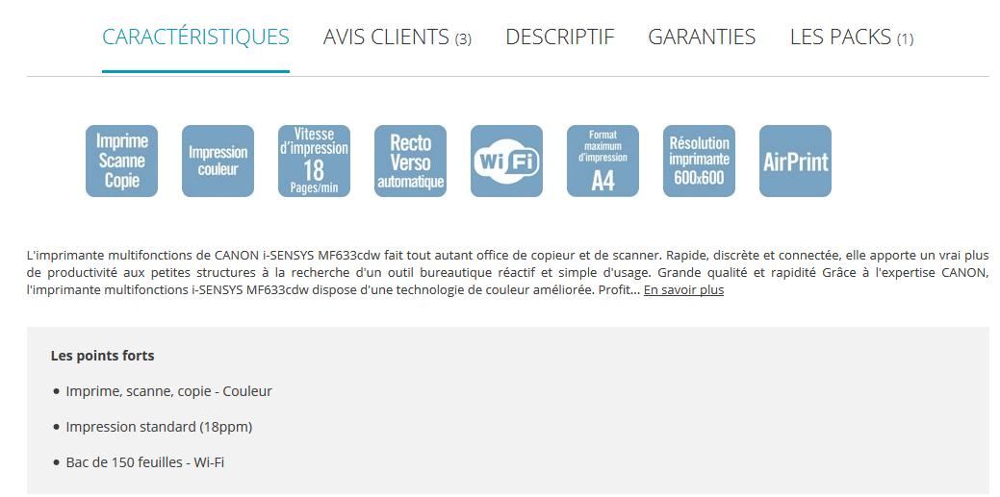 CARACTÉRISTIQUES AVIS CLIENTS (3) DESCRIPTIF GARANTIES LES PACKS (1)
Imprime
Scanne
Copie
Impression
couleur
Vitesse
d'impression
18
Pages/min
Recto
Verso
automatique
Wi Fi
Format
maximum
d'impression
A4
Résolution
imprimante
600x600
AirPrint
L'imprimante multifonctions de CANON i-SENSYS MF633cdw fait tout autant office de copieur et de scanner. Rapide, discrète et connectée, elle apporte un vrai plus
de productivité aux petites structures à la recherche d'un outil bureautique réactif et simple d'usage. Grande qualité et rapidité Grâce à l'expertise CANON,
l'imprimante multifonctions i-SENSYS MF633cdw dispose d'une technologie de couleur améliorée. Profit... En savoir plus
Les points forts
• Imprime, scanne, copie - Couleur
• Impression standard (18ppm)
• Bac de 150 feuilles - Wi-Fi